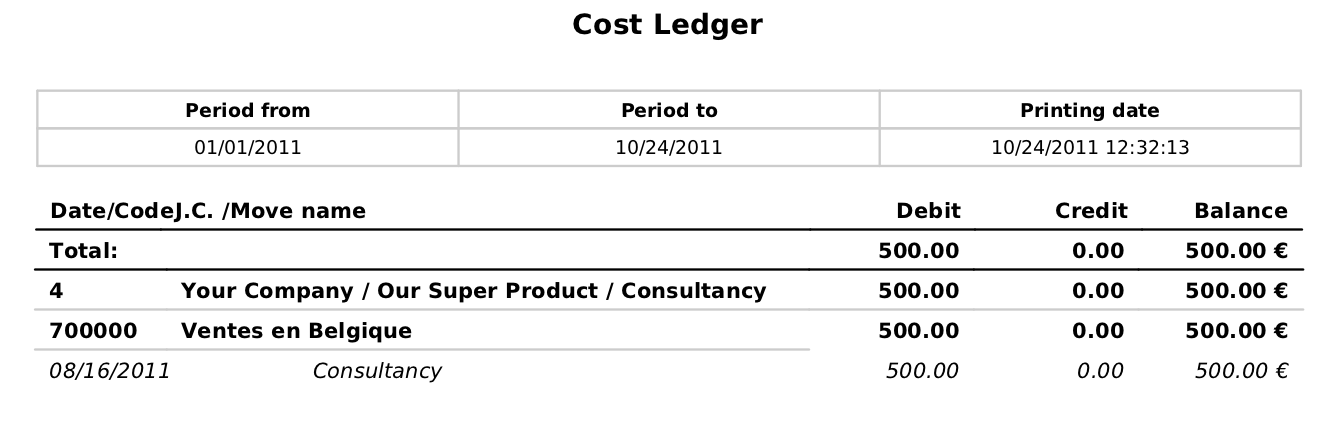 Cost Ledger
Period from Period to Printing date
01/01/2011 10/24/2011 10/24/2011 12:32:13
Date/CodeJ.C. /Move name Debit Credit Balance
Total: 500.00 0.00 500.00 €
4 Your Company / Our Super Product / Consultancy 500.00 0.00 500.00 €
700000 Ventes en Belgique 500.00 0.00 500.00 €
08/16/2011 Consultancy 500.00 0.00 500.00 €